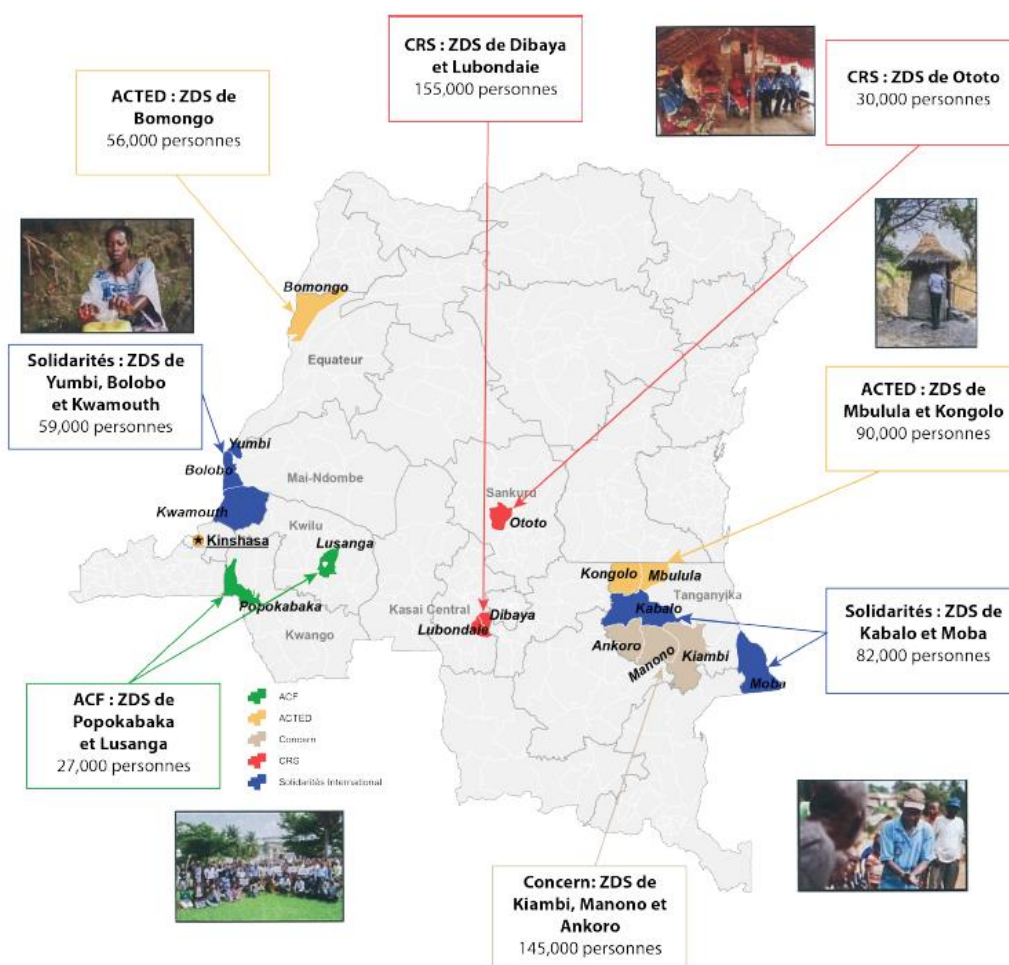 CRS : ZDS de Dibaya
et Lubondaie
155,000 personnes
CRS : ZDS de Ototo
30,000 personnes
ACTED : ZDS de
Bomongo
56,000 personnes
Solidarités : ZDS de
Yumbi, Bolobo
et Kwamouth
59,000 personnes
ACTED : ZDS de
Mbulula et Kongolo
90,000 personnes
Bomongo
Equateur
Yumbi
Bolobo
Mai-Ndombe
Kwamouth
Sankuru
Ototo
Kinshasa
Kwilu
Lusanga
Popokabaka
Kwango
Kasai Central
Dibaya
Lubondaie
Kongolo
Mbulula
Tanganyika
Kabalo
Ankoro
Manono
Kiambi
Moba
Solidarités : ZDS de
Kabalo et Moba
82,000 personnes
ACF : ZDS de
Popokabaka
et Lusanga
27,000 personnes
ACF
ACTED
Concern
CRS
Solidarités International
Concern: ZDS de
Kiambi, Manono et
Ankoro
145,000 personnes